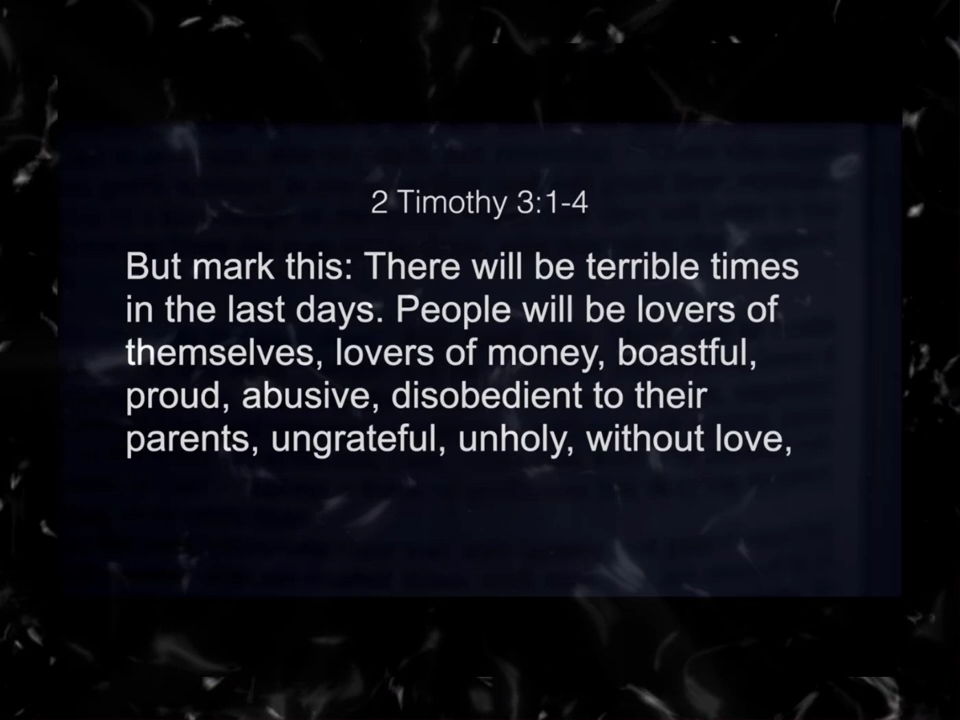 2 Timothy 3:1-4
But mark this: There will be terrible times
in the last days. People will be lovers of
themselves, lovers of money, boastful,
proud, abusive, disobedient to their
parents, ungrateful, unholy, without love,